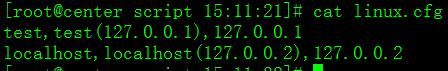 [root@center script 15:11:21]# cat linux.cfg
test,test(127.0.0.1),127.0.0.1
localhost,localhost(127.0.0.2),127.0.0.2